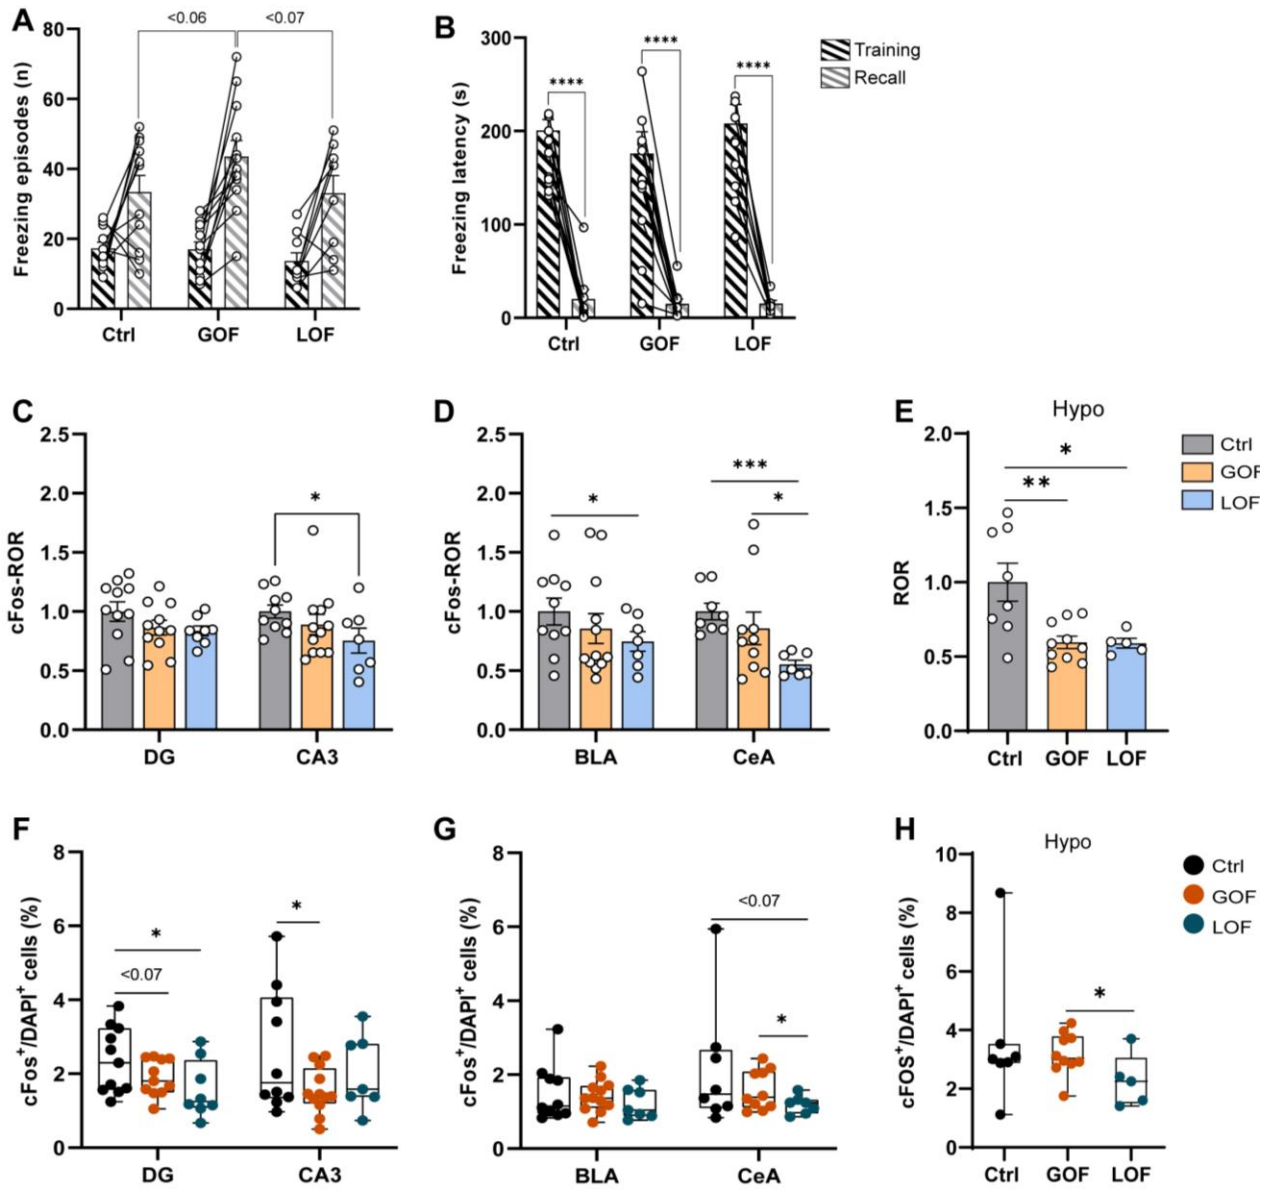 A
<0.06
<0.07
Freezing episodes (n)
80
60
40
20
0
Ctrl
GOF
LOF
B
****
****
****
Freezing latency (s)
300
200
100
0
Ctrl
GOF
LOF
Training
Recall
C
cFos-ROR
2.5
2.0
1.5
1.0
0.5
0.0
*
DG
CA3
D
cFos-ROR
2.5
2.0
1.5
1.0
0.5
0.0
*
***
*
BLA
CeA
E
Hypo
ROR
2.0
1.5
1.0
0.5
0.0
*
**
Ctrl
GOF
LOF
Ctrl
GOF
LOF
F
cFos+/DAPI+ cells (%)
8
6
4
2
0
*
<0.07
*
DG
CA3
G
cFos+/DAPI+ cells (%)
8
6
4
2
0
<0.07
*
BLA
CeA
H
Hypo
cFOS+/DAPI+ cells (%)
10
8
6
4
2
0
*
Ctrl
GOF
LOF
Ctrl
GOF
LOF